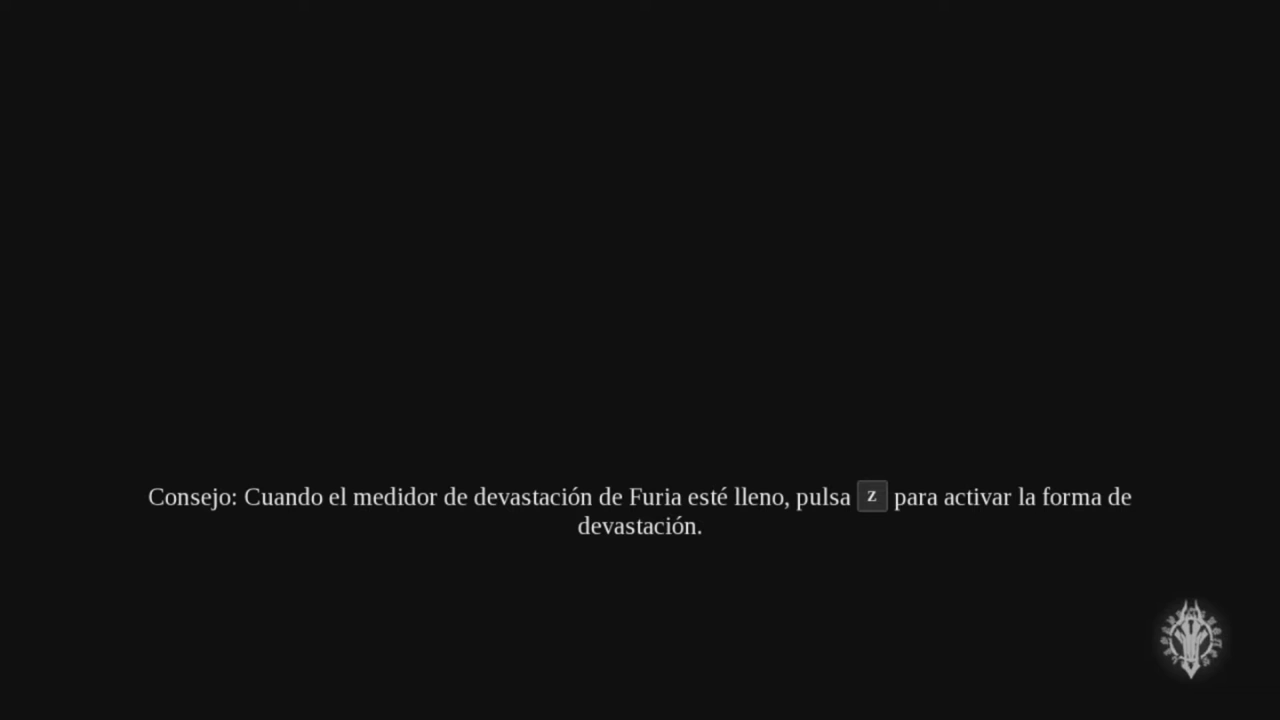 Consejo: Cuando el medidor de devastación de Furia esté lleno, pulsa Z para activar la forma de
devastación.